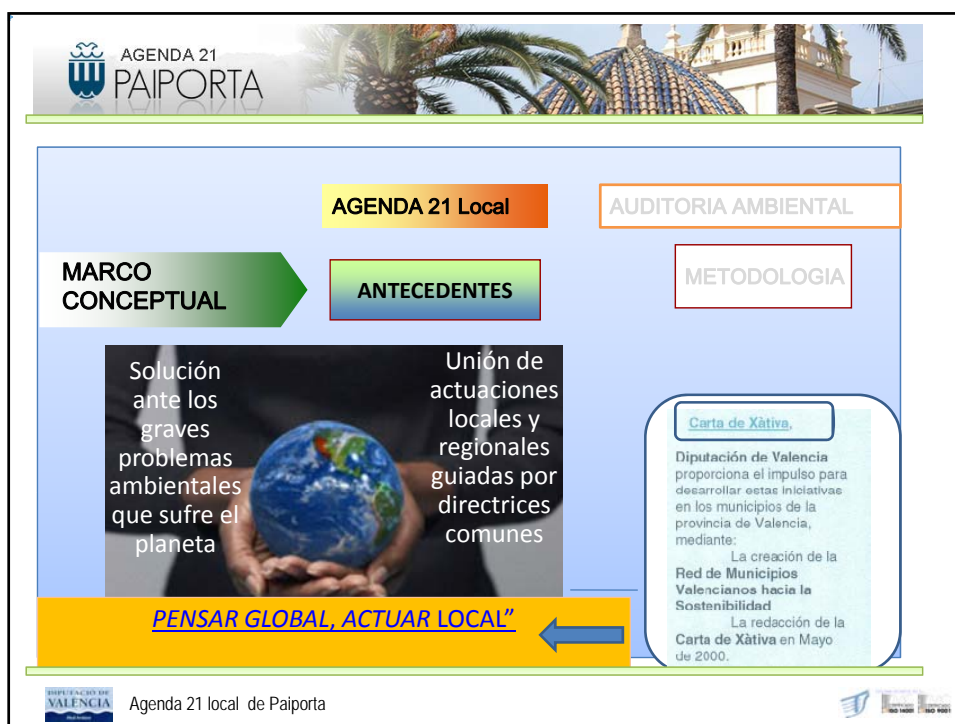 AGENDA 21
PAIPORTA
AGENDA 21 Local
AUDITORIA AMBIENTAL
MARCO
CONCEPTUAL
ANTECEDENTES
METODOLOGIA
Solución
ante los
graves
problemas
ambientales
que sufre el
planeta
Unión de
actuaciones
locales y
regionales
guiadas por
directrices
comunes
Carta de Xàtiva,
Diputación de Valencia
proporciona el impulso para
desarrollar estas iniciativas
en los municipios de la
provincia de Valencia,
mediante:
La creación de la
Red de Municipios
Valencianos hacia la
Sostenibilidad
La redacción de la
Carta de Xàtiva en Mayo
de 2000.
PENSAR GLOBAL, ACTUAR LOCAL”
DIPUTACIÓ DE
VALÈNCIA
Agenda 21 local de Paiporta
ISO 14001
ISO 9001